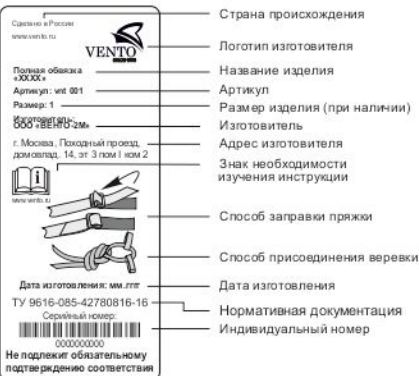 Сделано в России
www.vento.ru
VENTO
Полная обвязка
«XXXX»
Артикул: vnt 001
Размер: 1
Изготовитель:
ООО «ВЕНТО-2М»
г. Москва, Походный проезд,
домовлад. 14, эт 3 пом I ком 2
i
www.vento.ru
Дата изготовления: мм.гггг
ТУ 9616-085-42780816-16
Серийный номер:
0000000000
Не подлежит обязательному
подтверждению соответствия
Страна происхождения
Логотип изготовителя
Название изделия
Артикул
Размер изделия (при наличии)
Изготовитель
Адрес изготовителя
Знак необходимости
изучения инструкции
Способ заправки пряжки
Способ присоединения веревки
Дата изготовления
Нормативная документация
Индивидуальный номер